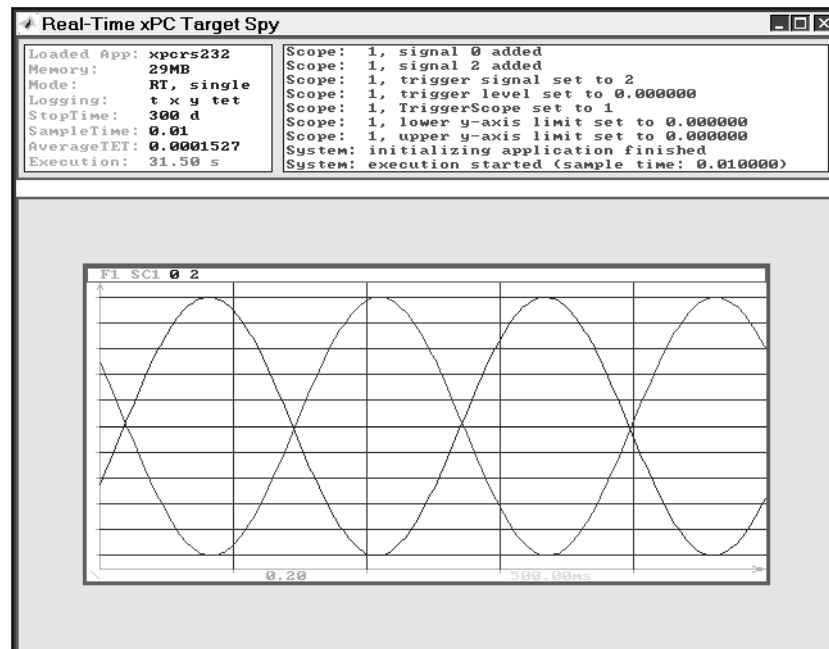 Real-Time xPC Target Spy
Loaded App: xpcrs232
Memory: 29MB
Mode: RT, single
Logging: t x y tet
StopTime: 300 d
SampleTime: 0.01
AverageTET: 0.0001527
Execution: 31.50 s
Scope: 1, signal 0 added
Scope: 1, signal 2 added
Scope: 1, trigger signal set to 2
Scope: 1, trigger level set to 0.000000
Scope: 1, TriggerScope set to 1
Scope: 1, lower y-axis limit set to 0.000000
Scope: 1, upper y-axis limit set to 0.000000
System: initializing application finished
System: execution started (sample time: 0.010000)
F1 SC1 0 2
0.20 500.00ms